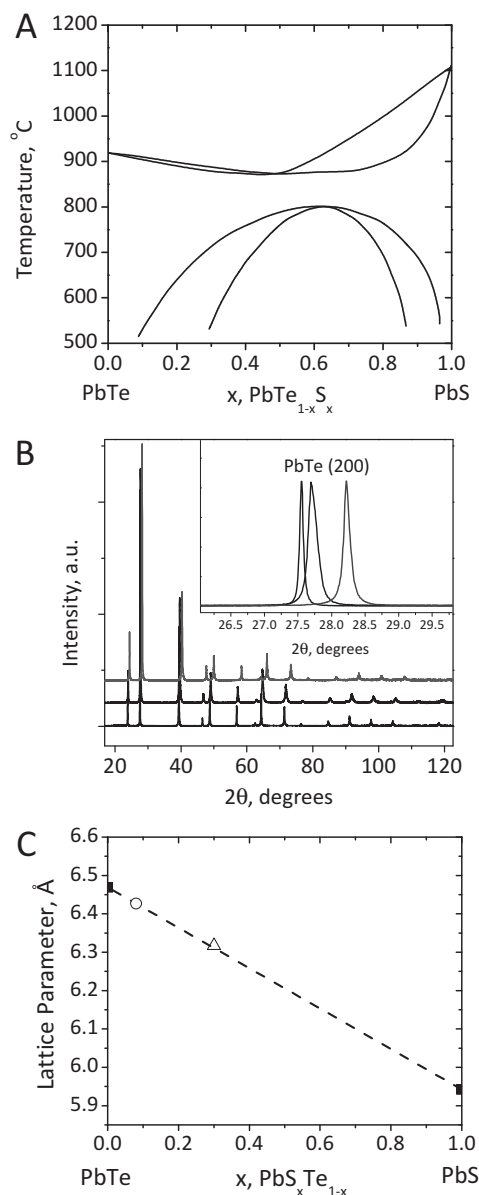 A
1200
1100
1000
900
800
700
600
500
Temperature, °C
0.0 0.2 0.4 0.6 0.8 1.0
PbTe x, PbTe1-xSx PbS
B
Intensity, a.u.
PbTe (200)
26.5 27.0 27.5 28.0 28.5 29.0 29.5
2θ, degrees
20 40 60 80 100 120
2θ, degrees
C
6.6
6.5
6.4
6.3
6.2
6.1
6.0
5.9
Lattice Parameter, Å
0.0 0.2 0.4 0.6 0.8 1.0
PbTe x, PbSxTe1-x PbS